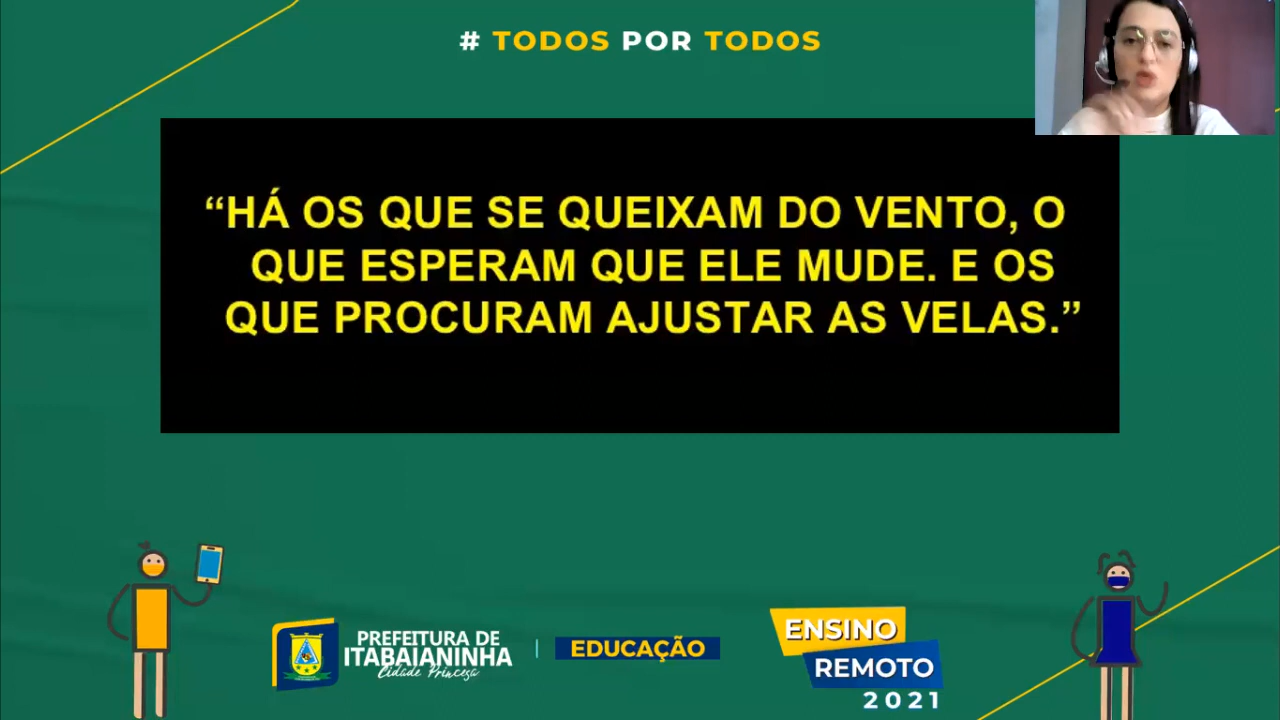 # TODOS POR TODOS
“HÁ OS QUE SE QUEIXAM DO VENTO, O
QUE ESPERAM QUE ELE MUDE. E OS
QUE PROCURAM AJUSTAR AS VELAS.”
PREFEITURA DE
ITABAIANINHA
Cidade Princesa
EDUCAÇÃO
ENSINO
REMOTO
2021